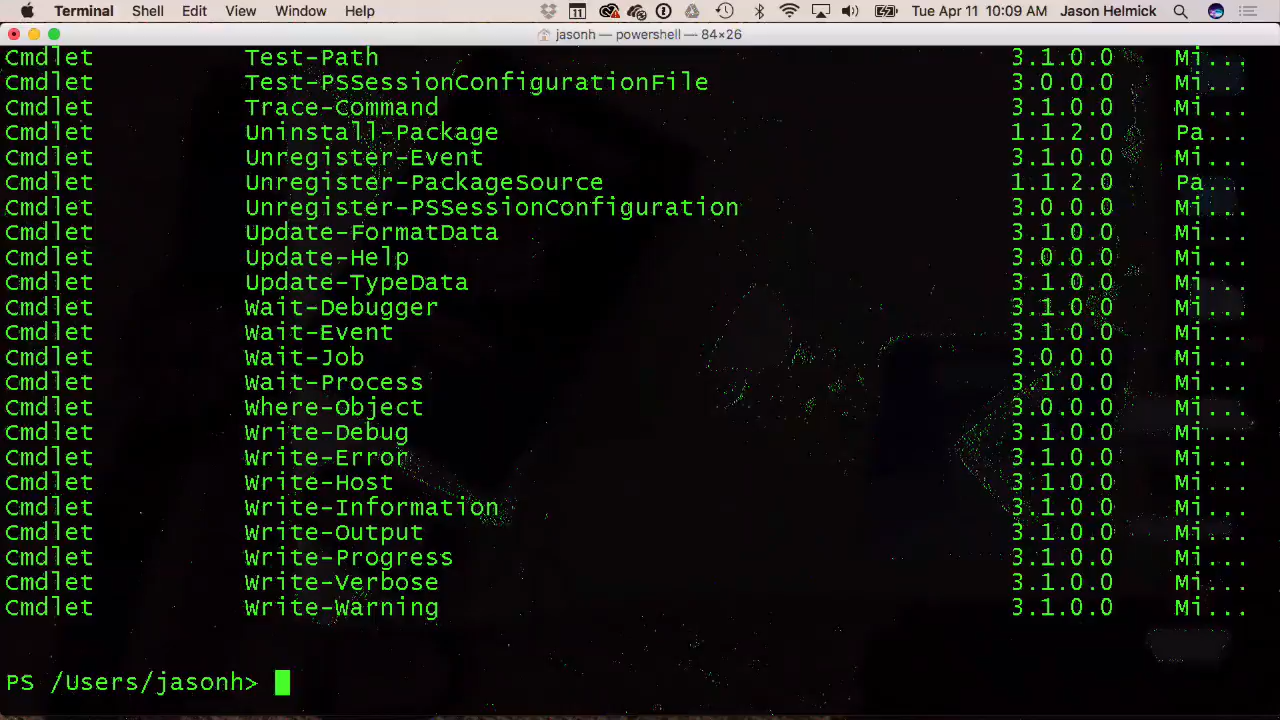 Terminal Shell Edit View Window Help 11 Tue Apr 11 10:09 AM Jason Helmick
jasonh — powershell — 84×26
Cmdlet Test-Path 3.1.0.0 Mi...
Cmdlet Test-PSSessionConfigurationFile 3.0.0.0 Mi...
Cmdlet Trace-Command 3.1.0.0 Mi...
Cmdlet Uninstall-Package 1.1.2.0 Pa...
Cmdlet Unregister-Event 3.1.0.0 Mi...
Cmdlet Unregister-PackageSource 1.1.2.0 Pa...
Cmdlet Unregister-PSSessionConfiguration 3.0.0.0 Mi...
Cmdlet Update-FormatData 3.1.0.0 Mi...
Cmdlet Update-Help 3.0.0.0 Mi...
Cmdlet Update-TypeData 3.1.0.0 Mi...
Cmdlet Wait-Debugger 3.1.0.0 Mi...
Cmdlet Wait-Event 3.1.0.0 Mi...
Cmdlet Wait-Job 3.0.0.0 Mi...
Cmdlet Wait-Process 3.1.0.0 Mi...
Cmdlet Where-Object 3.0.0.0 Mi...
Cmdlet Write-Debug 3.1.0.0 Mi...
Cmdlet Write-Error 3.1.0.0 Mi...
Cmdlet Write-Host 3.1.0.0 Mi...
Cmdlet Write-Information 3.1.0.0 Mi...
Cmdlet Write-Output 3.1.0.0 Mi...
Cmdlet Write-Progress 3.1.0.0 Mi...
Cmdlet Write-Verbose 3.1.0.0 Mi...
Cmdlet Write-Warning 3.1.0.0 Mi...
PS /Users/jasonh>